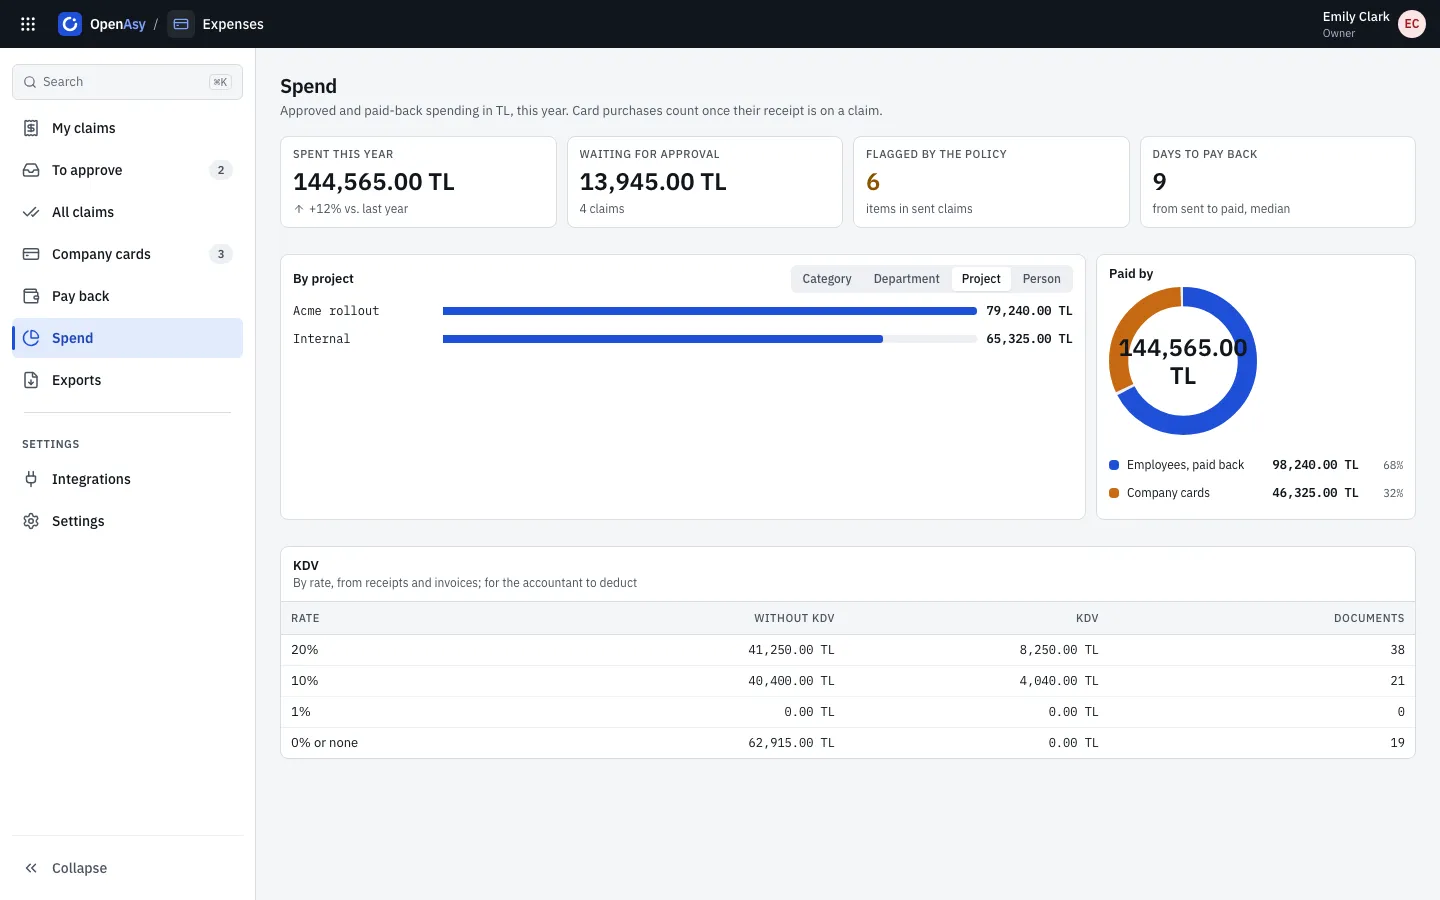 OpenAsy / Expenses
Emily Clark
Owner
EC
Search ⌘K
My claims
To approve 2
All claims
Company cards 3
Pay back
Spend
Exports
SETTINGS
Integrations
Settings
Collapse
Spend
Approved and paid-back spending in TL, this year. Card purchases count once their receipt is on a claim.
SPENT THIS YEAR
144,565.00 TL
↑ +12% vs. last year
WAITING FOR APPROVAL
13,945.00 TL
4 claims
FLAGGED BY THE POLICY
6
items in sent claims
DAYS TO PAY BACK
9
from sent to paid, median
By project
Category Department Project Person
Acme rollout 79,240.00 TL
Internal 65,325.00 TL
Paid by
144,565.00
TL
Employees, paid back 98,240.00 TL 68%
Company cards 46,325.00 TL 32%
KDV
By rate, from receipts and invoices; for the accountant to deduct
RATE WITHOUT KDV KDV DOCUMENTS
20% 41,250.00 TL 8,250.00 TL 38
10% 40,400.00 TL 4,040.00 TL 21
1% 0.00 TL 0.00 TL 0
0% or none 62,915.00 TL 0.00 TL 19